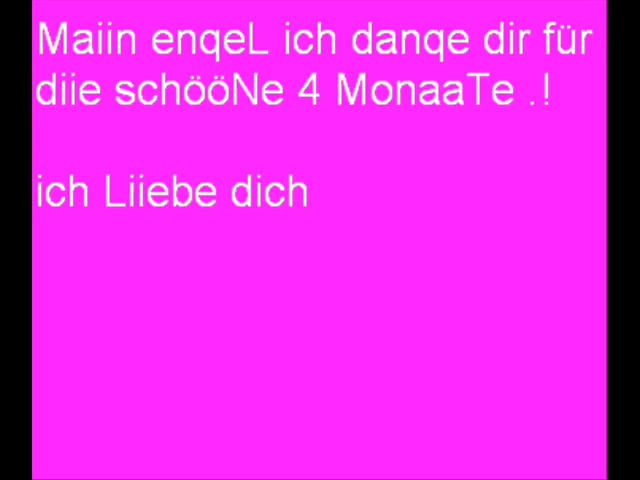 Maiin enqeL ich danqe dir für
diie schööNe 4 MonaaTe .!
ich Liiebe dich